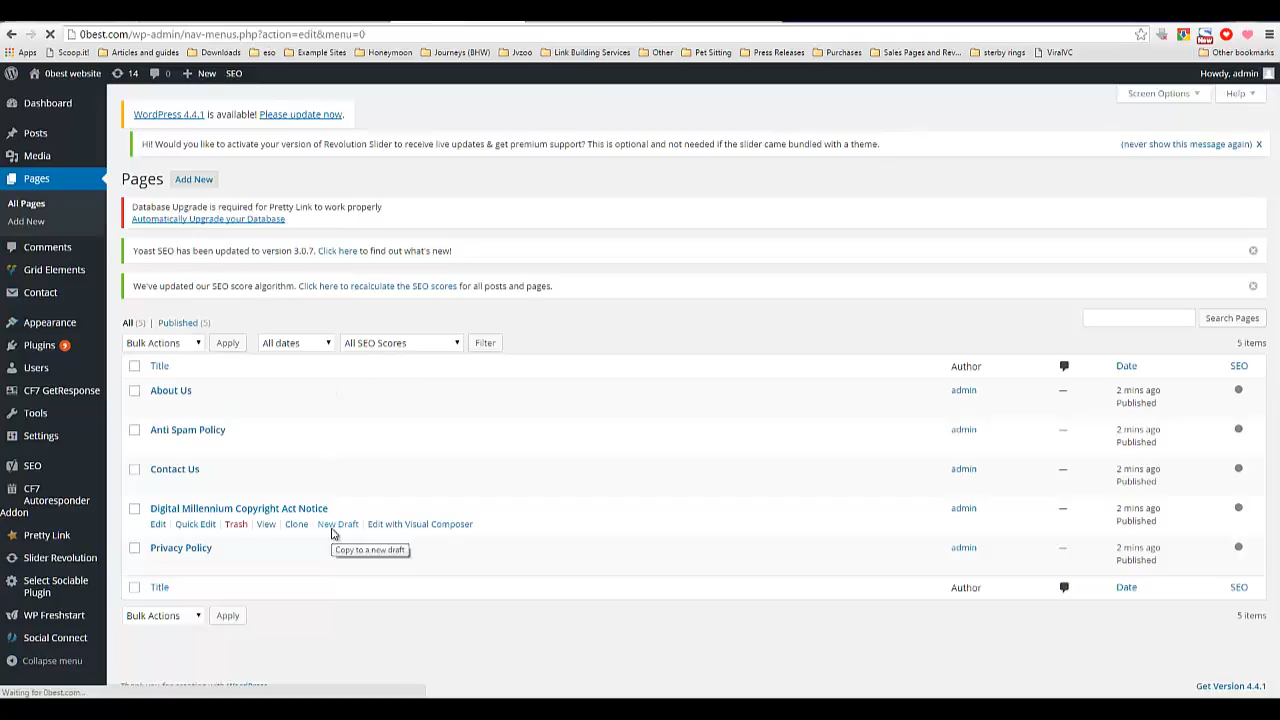 0best.com/wp-admin/nav-menus.php?action=edit&menu=0
Apps Scoop.it! Articles and guides Downloads eso Example Sites Honeymoon Journeys (BHW) Jvzoo Link Building Services Other Pet Sitting Press Releases Purchases Sales Pages and Rev... sterby rings ViralVC Other bookmarks
New
0best website 14 0 New SEO Howdy, admin
Screen Options Help
WordPress 4.4.1 is available! Please update now.
Hi! Would you like to activate your version of Revolution Slider to receive live updates & get premium support? This is optional and not needed if the slider came bundled with a theme. (never show this message again) X
Pages Add New
Database Upgrade is required for Pretty Link to work properly
Automatically Upgrade your Database
Yoast SEO has been updated to version 3.0.7. Click here to find out what's new!
We've updated our SEO score algorithm. Click here to recalculate the SEO scores for all posts and pages.
All (5) | Published (5)
Search Pages
Bulk Actions Apply All dates All SEO Scores Filter 5 items
Title Author Date SEO
About Us admin — 2 mins ago
Published
Anti Spam Policy admin — 2 mins ago
Published
Contact Us admin — 2 mins ago
Published
Digital Millennium Copyright Act Notice admin — 2 mins ago
Published
Edit | Quick Edit | Trash | View | Clone | New Draft | Edit with Visual Composer
Copy to a new draft
Privacy Policy admin — 2 mins ago
Published
Title Author Date SEO
Bulk Actions Apply 5 items
Dashboard
Posts
Media
Pages
All Pages
Add New
Comments
Grid Elements
Contact
Appearance
Plugins 9
Users
CF7 GetResponse
Tools
Settings
SEO
CF7
Autoresponder
Addon
Pretty Link
Slider Revolution
Select Sociable
Plugin
WP Freshstart
Social Connect
Collapse menu
Thank you for creating with WordPress
Get Version 4.4.1
Waiting for 0best.com...